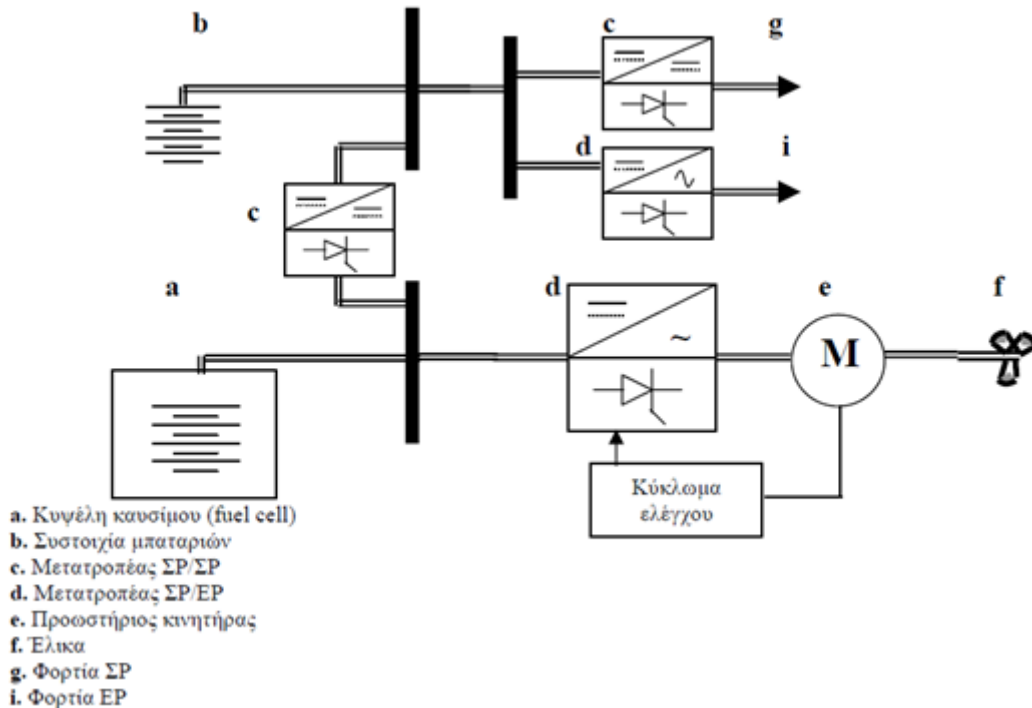 b
c
g
d
i
c
a
d
e
f
M
~
Κύκλωμα
ελέγχου
a. Κυψέλη καυσίμου (fuel cell)
b. Συστοιχία μπαταριών
c. Μετατροπέας ΣΡ/ΣΡ
d. Μετατροπέας ΣΡ/ΕΡ
e. Προωστήριος κινητήρας
f. Έλικα
g. Φορτία ΣΡ
i. Φορτία ΕΡ